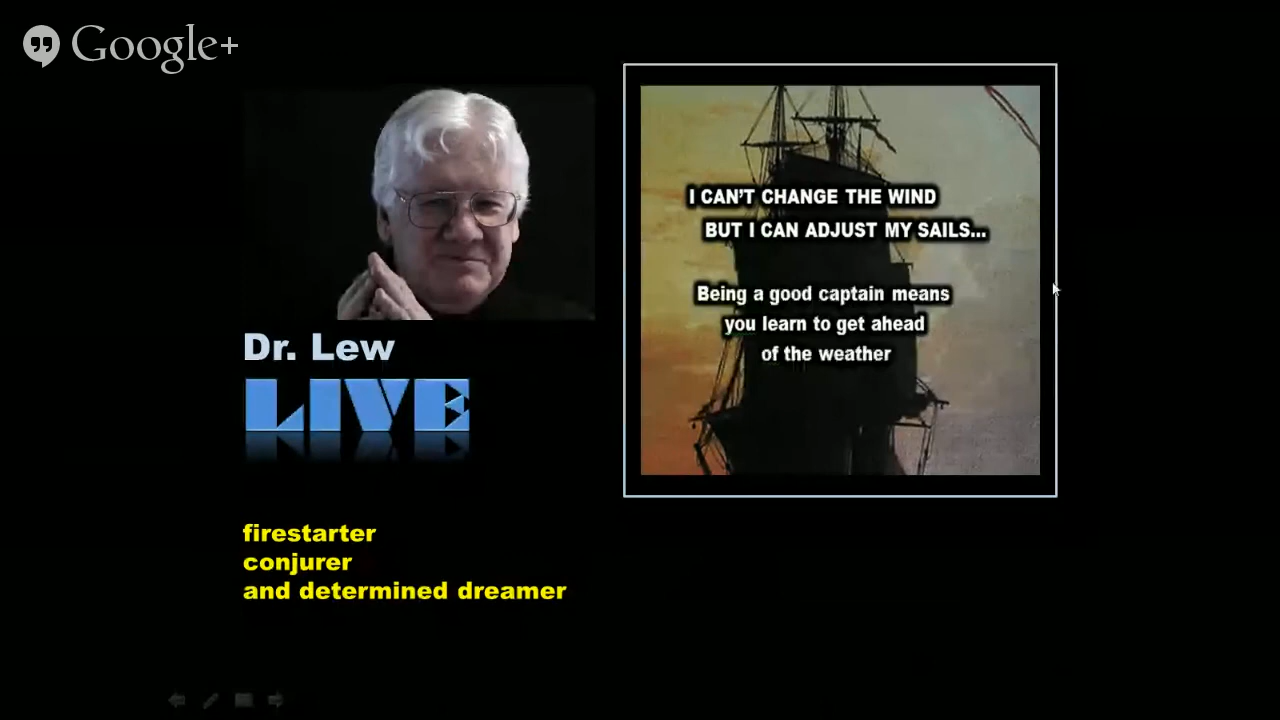 Google+
Dr. Lew
LIVE
firestarter
conjurer
and determined dreamer
I CAN'T CHANGE THE WIND
BUT I CAN ADJUST MY SAILS...
Being a good captain means
you learn to get ahead
of the weather